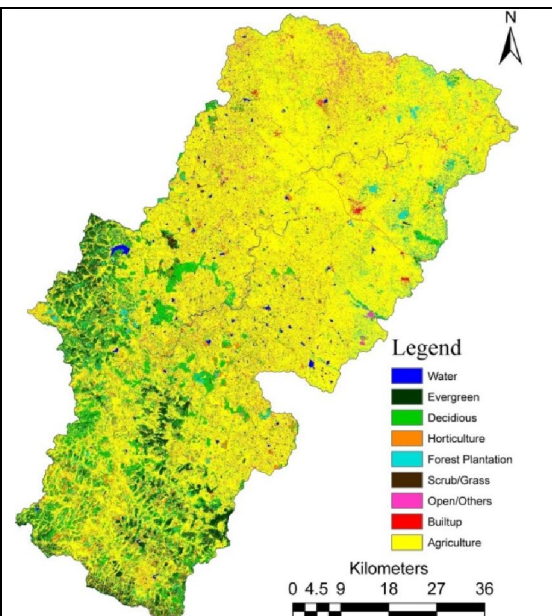 N
Legend
Water
Evergreen
Decidious
Horticulture
Forest Plantation
Scrub/Grass
Open/Others
Builtup
Agriculture
Kilometers
0 4.5 9 18 27 36